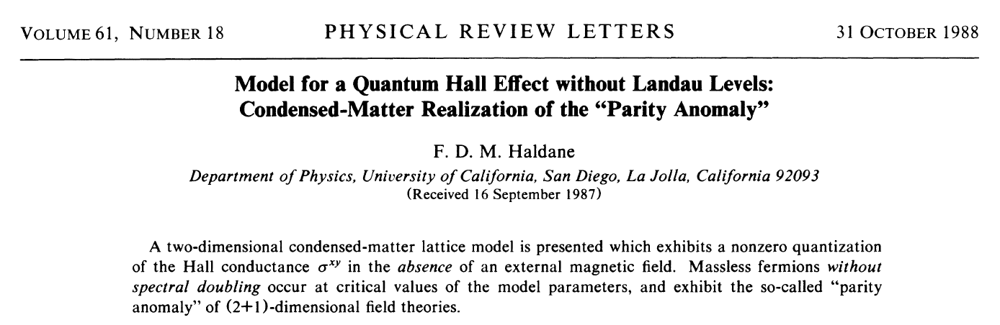 VOLUME 61, NUMBER 18 PHYSICAL REVIEW LETTERS 31 OCTOBER 1988
Model for a Quantum Hall Effect without Landau Levels:
Condensed-Matter Realization of the “Parity Anomaly”
F. D. M. Haldane
Department of Physics, University of California, San Diego, La Jolla, California 92093
(Received 16 September 1987)
A two-dimensional condensed-matter lattice model is presented which exhibits a nonzero quantization
of the Hall conductance σ^xy in the absence of an external magnetic field. Massless fermions without
spectral doubling occur at critical values of the model parameters, and exhibit the so-called “parity
anomaly” of (2+1)-dimensional field theories.